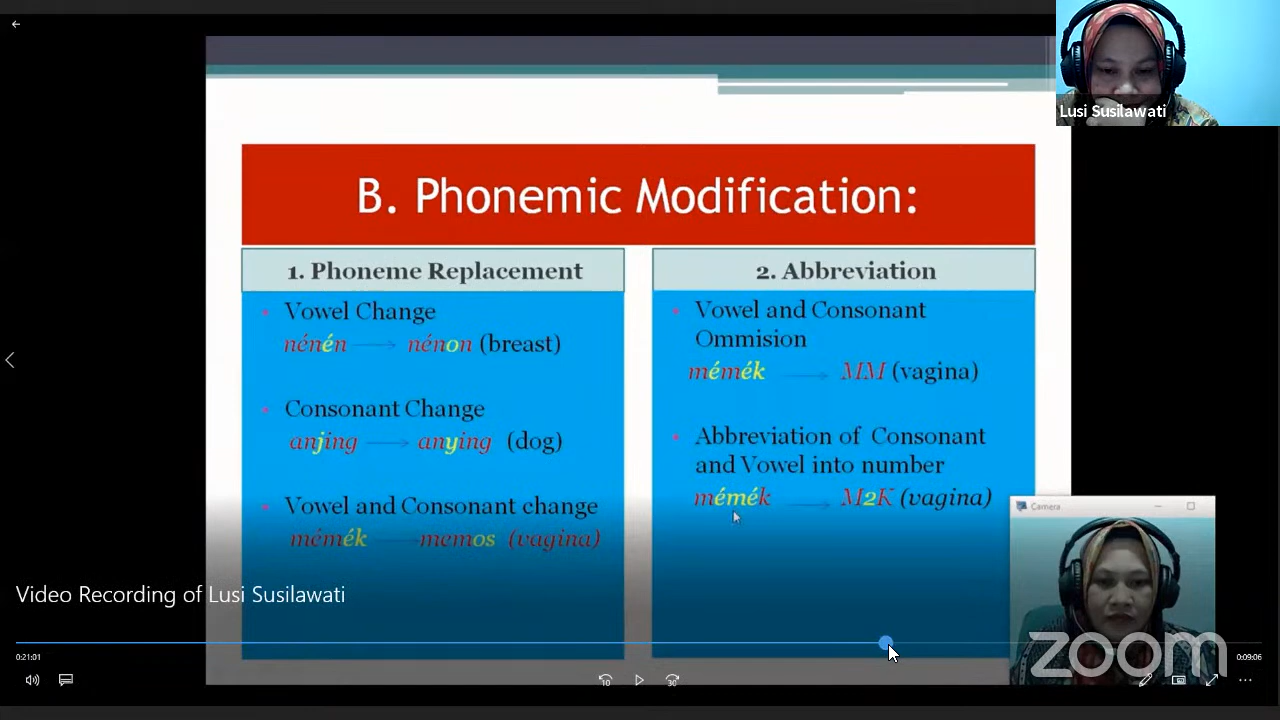 Lusi Susilawati
B. Phonemic Modification:
1. Phoneme Replacement
Vowel Change
nénén → nénon (breast)
Consonant Change
anjing → anying (dog)
Vowel and Consonant change
mémék → memos (vagina)
2. Abbreviation
Vowel and Consonant
Ommision
mémék → MM (vagina)
Abbreviation of Consonant
and Vowel into number
mémék → M2K (vagina)
Camera
Video Recording of Lusi Susilawati
0:21:01
0:09:06
10
30
zoom